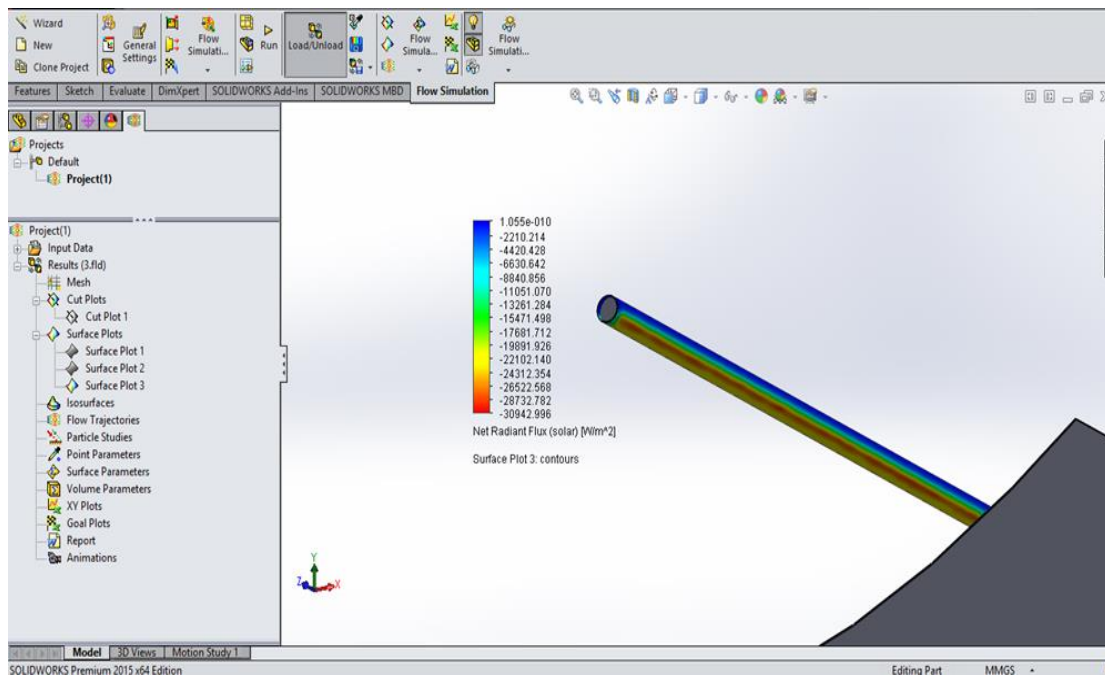 Wizard
New
Clone Project
General Settings
Flow Simulati...
Run
Load/Unload
Flow Simula...
Flow Simulati...
Features Sketch Evaluate DimXpert SOLIDWORKS Add-Ins SOLIDWORKS MBD Flow Simulation
Projects
Default
Project(1)
Project(1)
Input Data
Results (3.fld)
Mesh
Cut Plots
Cut Plot 1
Surface Plots
Surface Plot 1
Surface Plot 2
Surface Plot 3
Isosurfaces
Flow Trajectories
Particle Studies
Point Parameters
Surface Parameters
Volume Parameters
XY Plots
Goal Plots
Report
Animations
1.055e-010
-2210.214
-4420.428
-6630.642
-8840.856
-11051.070
-13261.284
-15471.498
-17681.712
-19891.926
-22102.140
-24312.354
-26522.568
-28732.782
-30942.996
Net Radiant Flux (solar) [W/m^2]
Surface Plot 3: contours
Y
Z
X
Model 3D Views Motion Study 1
SOLIDWORKS Premium 2015 x64 Edition
Editing Part MMGS